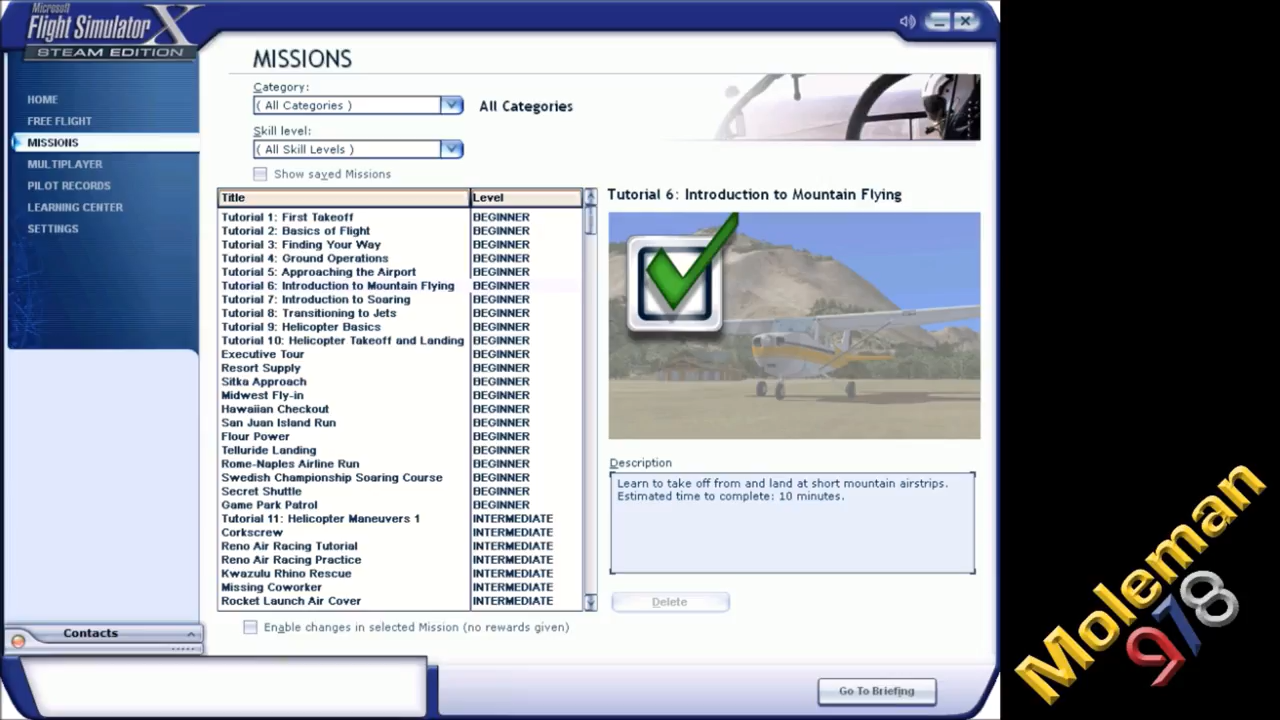 Microsoft
Flight Simulator X
STEAM EDITION
HOME
FREE FLIGHT
MISSIONS
MULTIPLAYER
PILOT RECORDS
LEARNING CENTER
SETTINGS
MISSIONS
Category:
( All Categories )
All Categories
Skill level:
( All Skill Levels )
Show saved Missions
Title Level
Tutorial 1: First Takeoff BEGINNER
Tutorial 2: Basics of Flight BEGINNER
Tutorial 3: Finding Your Way BEGINNER
Tutorial 4: Ground Operations BEGINNER
Tutorial 5: Approaching the Airport BEGINNER
Tutorial 6: Introduction to Mountain Flying BEGINNER
Tutorial 7: Introduction to Soaring BEGINNER
Tutorial 8: Transitioning to Jets BEGINNER
Tutorial 9: Helicopter Basics BEGINNER
Tutorial 10: Helicopter Takeoff and Landing BEGINNER
Executive Tour BEGINNER
Resort Supply BEGINNER
Sitka Approach BEGINNER
Midwest Fly-in BEGINNER
Hawaiian Checkout BEGINNER
San Juan Island Run BEGINNER
Flour Power BEGINNER
Telluride Landing BEGINNER
Rome-Naples Airline Run BEGINNER
Swedish Championship Soaring Course BEGINNER
Secret Shuttle BEGINNER
Game Park Patrol BEGINNER
Tutorial 11: Helicopter Maneuvers 1 INTERMEDIATE
Corkscrew INTERMEDIATE
Reno Air Racing Tutorial INTERMEDIATE
Reno Air Racing Practice INTERMEDIATE
Kwazulu Rhino Rescue INTERMEDIATE
Missing Coworker INTERMEDIATE
Rocket Launch Air Cover INTERMEDIATE
Enable changes in selected Mission (no rewards given)
Tutorial 6: Introduction to Mountain Flying
Description
Learn to take off from and land at short mountain airstrips.
Estimated time to complete: 10 minutes.
Delete
Contacts
Go To Briefing
Moleman
978